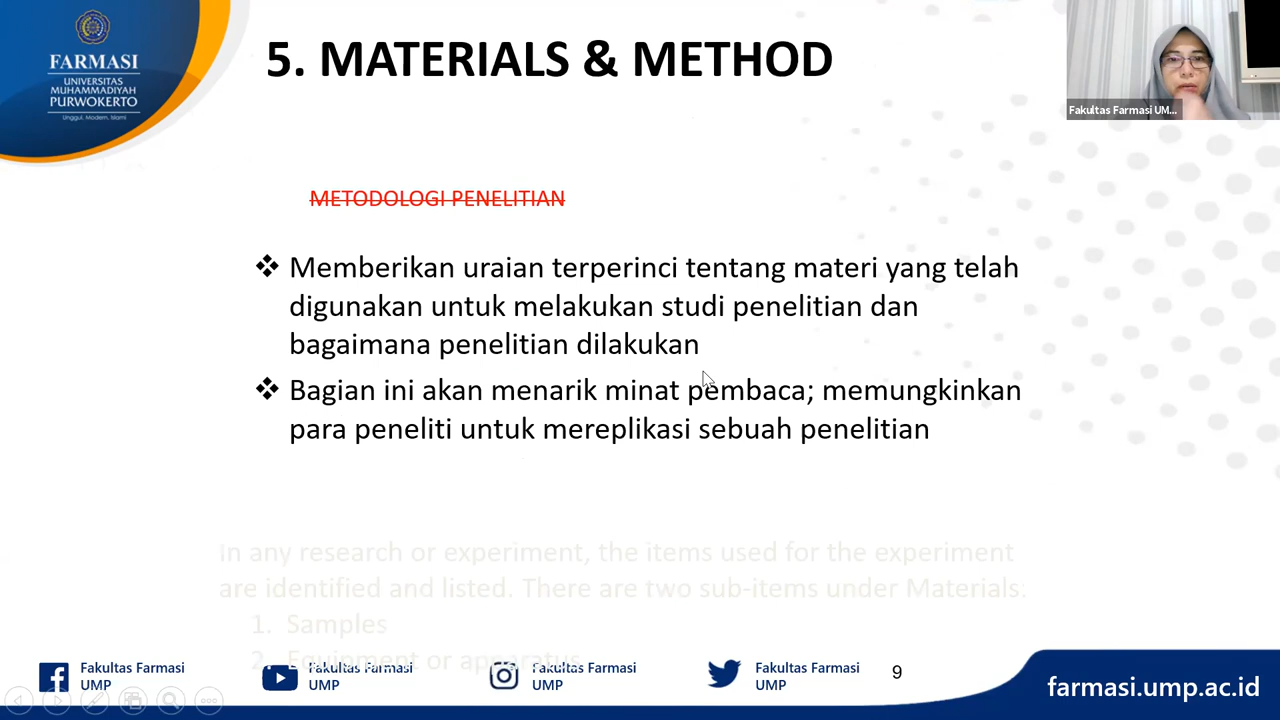 FARMASI
UNIVERSITAS
MUHAMMADIYAH
PURWOKERTO
Unggul, Modern, Islami
5. MATERIALS & METHOD
Fakultas Farmasi UM...
METODOLOGI PENELITIAN
❖ Memberikan uraian terperinci tentang materi yang telah
digunakan untuk melakukan studi penelitian dan
bagaimana penelitian dilakukan
❖ Bagian ini akan menarik minat pembaca; memungkinkan
para peneliti untuk mereplikasi sebuah penelitian
In any research or experiment, the items used for the experiment
are identified and listed. There are two sub-items under Materials:
1. Samples
2. Equipment or apparatus
Fakultas Farmasi
UMP
Fakultas Farmasi
UMP
Fakultas Farmasi
UMP
Fakultas Farmasi
UMP
9
farmasi.ump.ac.id